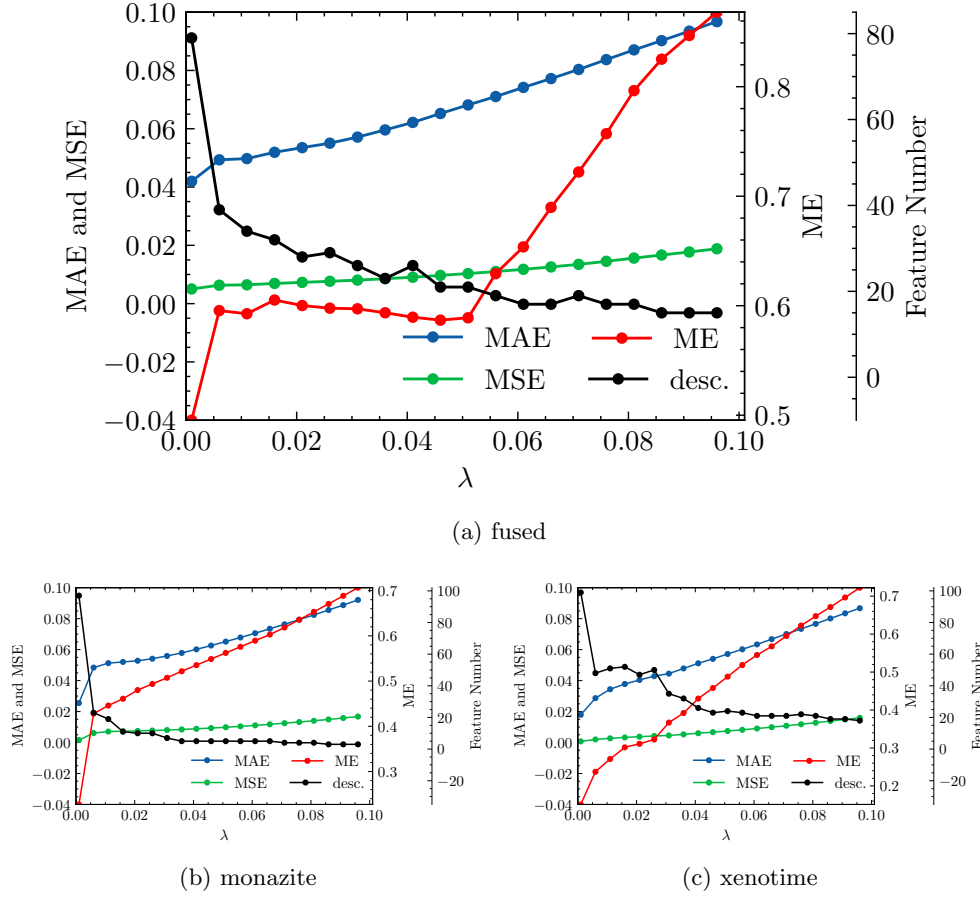 0.10
0.08
0.06
0.04
0.02
0.00
−0.02
−0.04
MAE and MSE
0.00 0.02 0.04 0.06 0.08 0.10
λ
0.8
0.7
0.6
0.5
ME
80
60
40
20
0
Feature Number
MAE ME
MSE desc.
(a) fused
0.10
0.08
0.06
0.04
0.02
0.00
−0.02
−0.04
MAE and MSE
0.00 0.02 0.04 0.06 0.08 0.10
λ
0.7
0.6
0.5
0.4
0.3
ME
100
80
60
40
20
0
−20
Feature Number
MAE ME
MSE desc.
(b) monazite
0.10
0.08
0.06
0.04
0.02
0.00
−0.02
−0.04
MAE and MSE
0.00 0.02 0.04 0.06 0.08 0.10
λ
0.7
0.6
0.5
0.4
0.3
0.2
ME
100
80
60
40
20
0
−20
Feature Number
MAE ME
MSE desc.
(c) xenotime